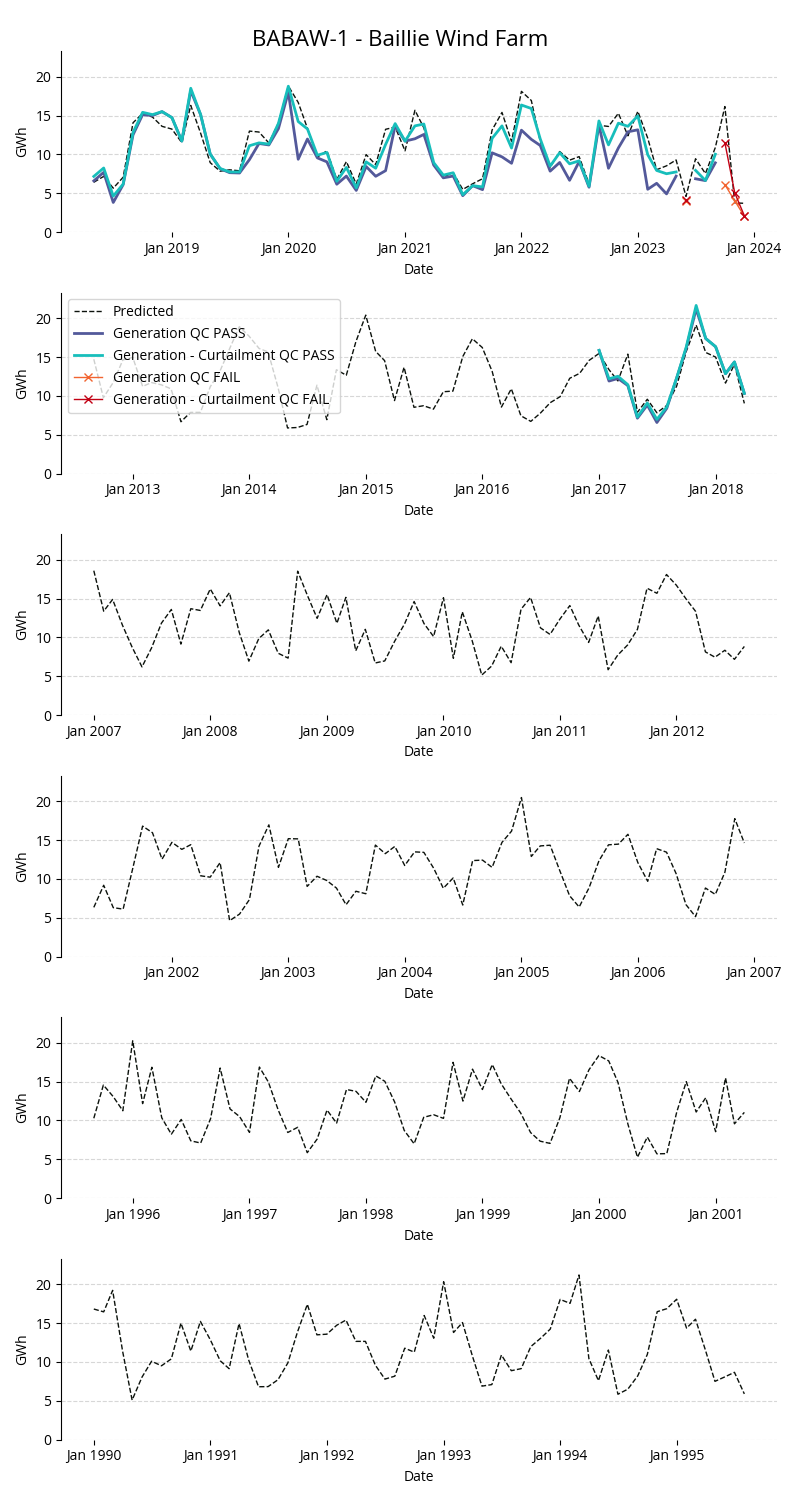 BABAW-1 - Baillie Wind Farm
GWh
20
15
10
5
0
Jan 2019 Jan 2020 Jan 2021 Jan 2022 Jan 2023 Jan 2024
Date
Predicted
Generation QC PASS
Generation - Curtailment QC PASS
Generation QC FAIL
Generation - Curtailment QC FAIL
GWh
20
15
10
5
0
Jan 2013 Jan 2014 Jan 2015 Jan 2016 Jan 2017 Jan 2018
Date
GWh
20
15
10
5
0
Jan 2007 Jan 2008 Jan 2009 Jan 2010 Jan 2011 Jan 2012
Date
GWh
20
15
10
5
0
Jan 2002 Jan 2003 Jan 2004 Jan 2005 Jan 2006 Jan 2007
Date
GWh
20
15
10
5
0
Jan 1996 Jan 1997 Jan 1998 Jan 1999 Jan 2000 Jan 2001
Date
GWh
20
15
10
5
0
Jan 1990 Jan 1991 Jan 1992 Jan 1993 Jan 1994 Jan 1995
Date